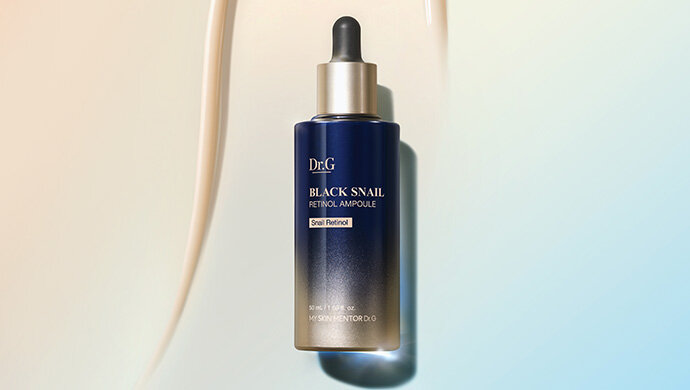 Dr.G
BLACK SNAIL
RETINOL AMPOULE
Snail Retinol
50 mL / 1.69 fl. oz.
MY SKIN MENTOR Dr.G